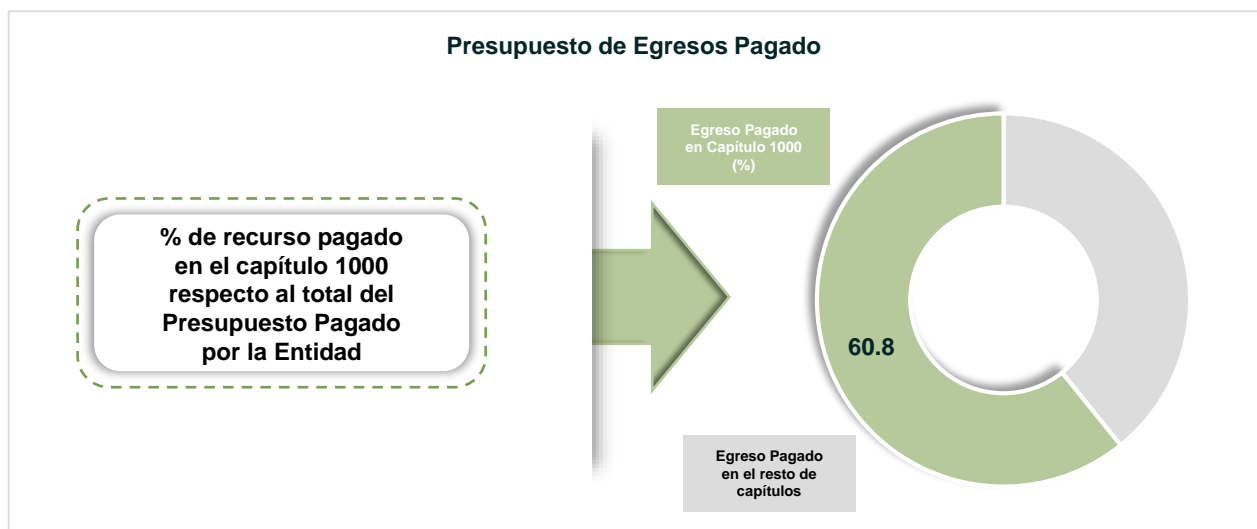 Presupuesto de Egresos Pagado
% de recurso pagado
en el capítulo 1000
respecto al total del
Presupuesto Pagado
por la Entidad
Egreso Pagado
en Capítulo 1000
(%)
60.8
Egreso Pagado
en el resto de
capítulos